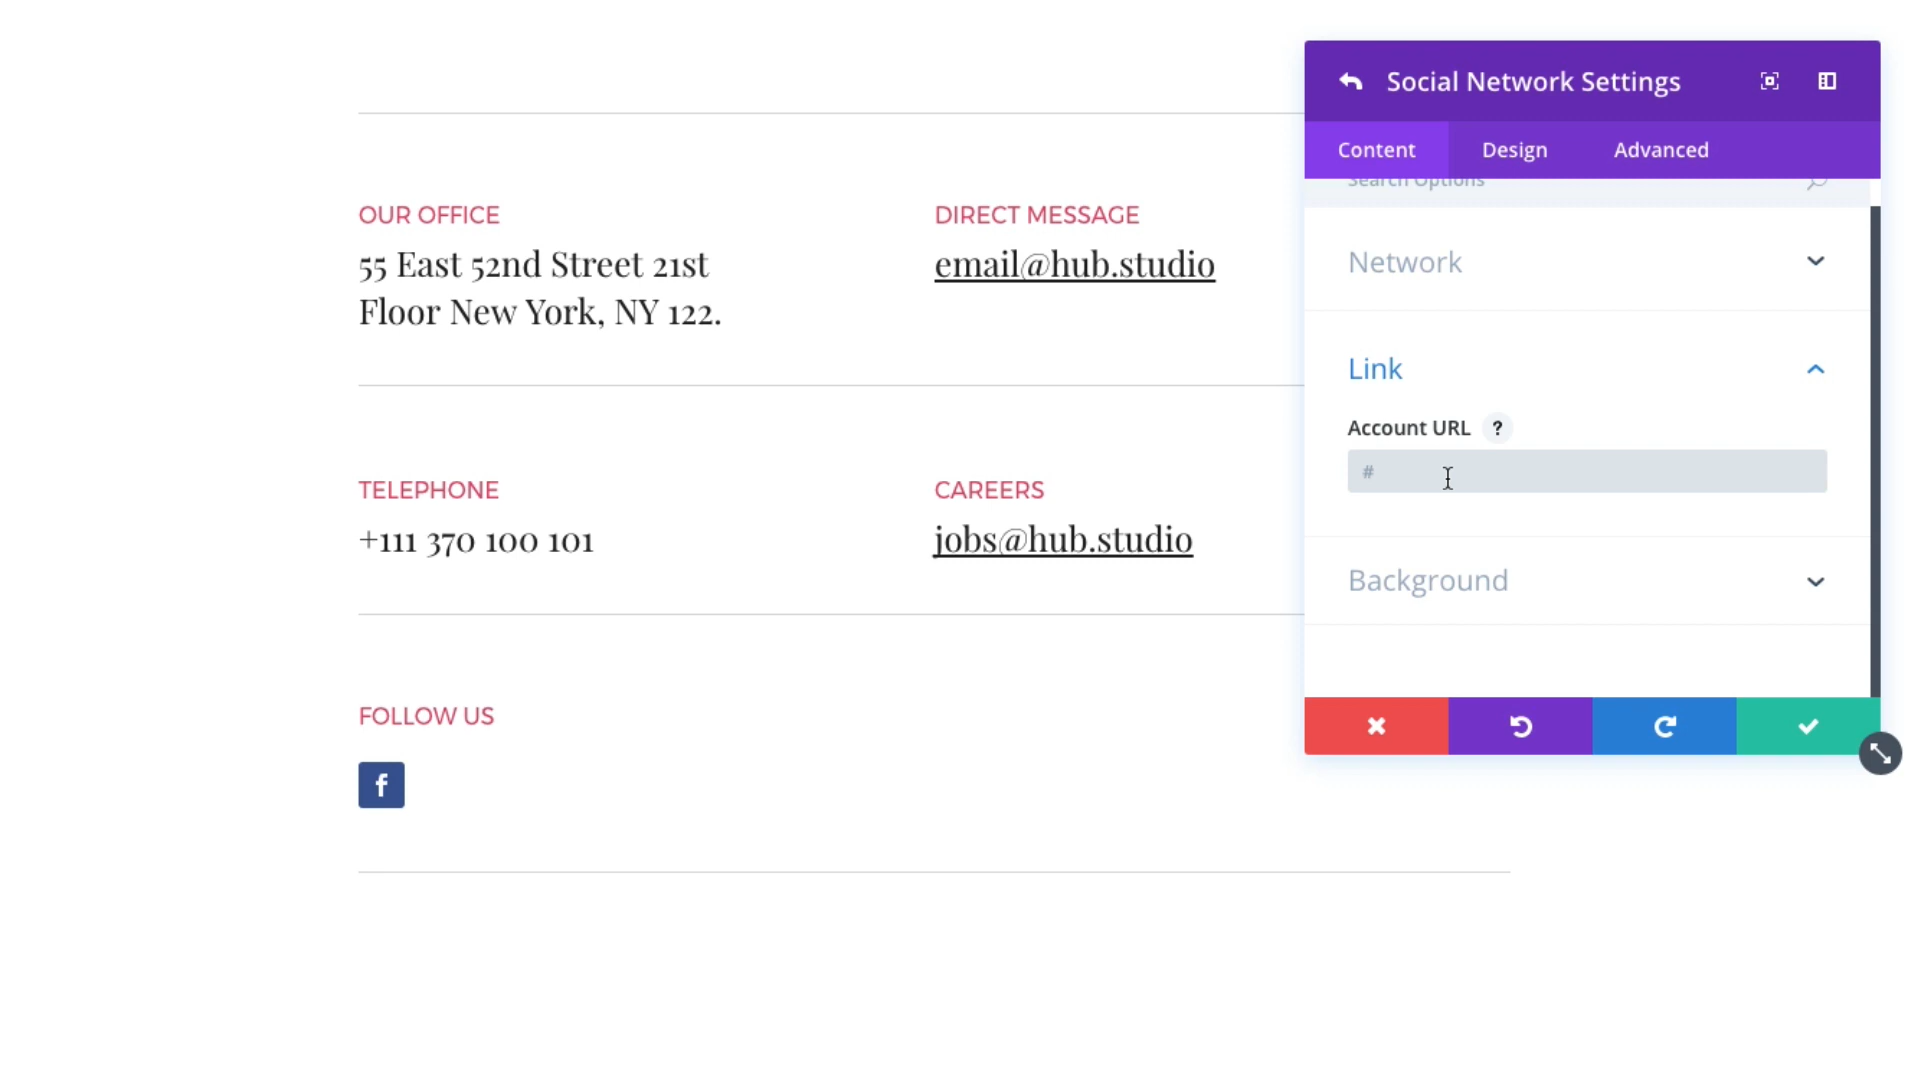 OUR OFFICE
55 East 52nd Street 21st
Floor New York, NY 122.
DIRECT MESSAGE
email@hub.studio
TELEPHONE
+111 370 100 101
CAREERS
jobs@hub.studio
FOLLOW US
f
Social Network Settings
Content
Design
Advanced
Search Options
Network
Link
Account URL ?
#
Background